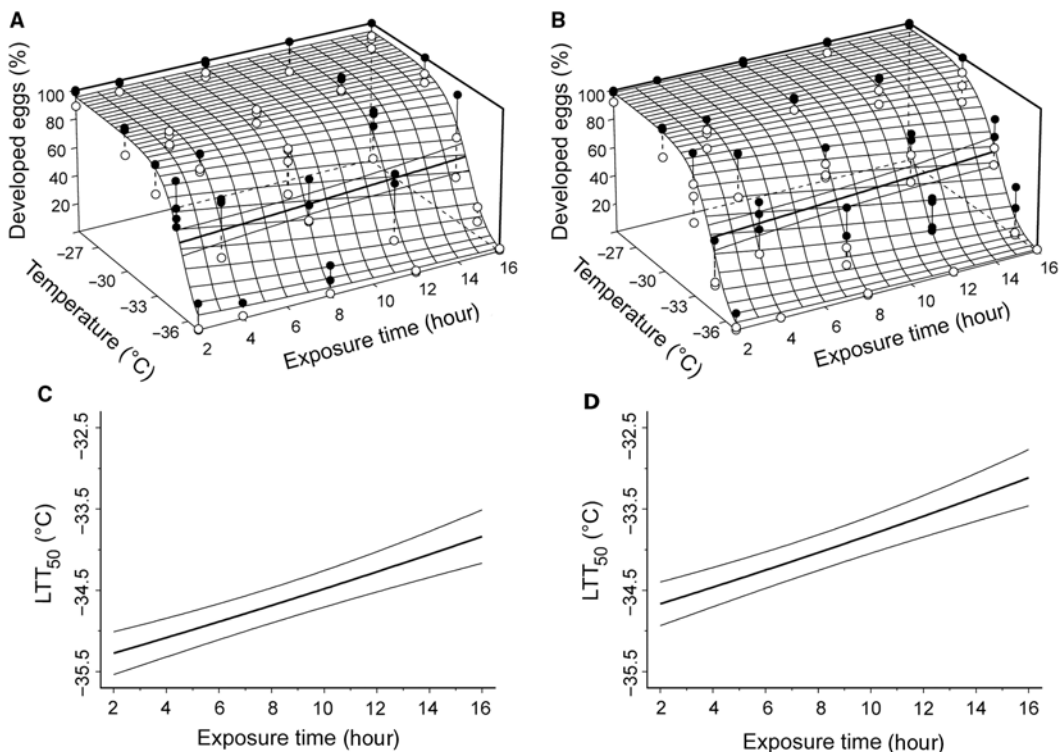 A
B
Developed eggs (%)
100
80
60
40
20
−27
−30
−33
−36
Temperature (°C)
2
4
6
8
10
12
14
16
Exposure time (hour)
Developed eggs (%)
100
80
60
40
20
−27
−30
−33
−36
Temperature (°C)
2
4
6
8
10
12
14
16
Exposure time (hour)
C
D
LTT50 (°C)
−32.5
−33.5
−34.5
−35.5
2 4 6 8 10 12 14 16
Exposure time (hour)
LTT50 (°C)
−32.5
−33.5
−34.5
−35.5
2 4 6 8 10 12 14 16
Exposure time (hour)